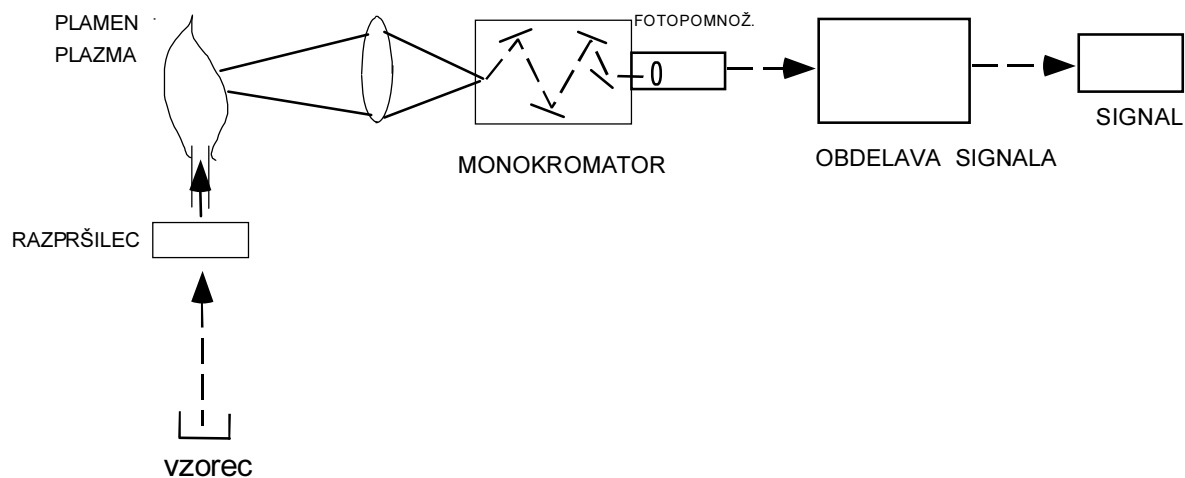 PLAMEN
PLAZMA
FOTOPOMNOŽ.
MONOKROMATOR
OBDELAVA SIGNALA
SIGNAL
RAZPRŠILEC
vzorec